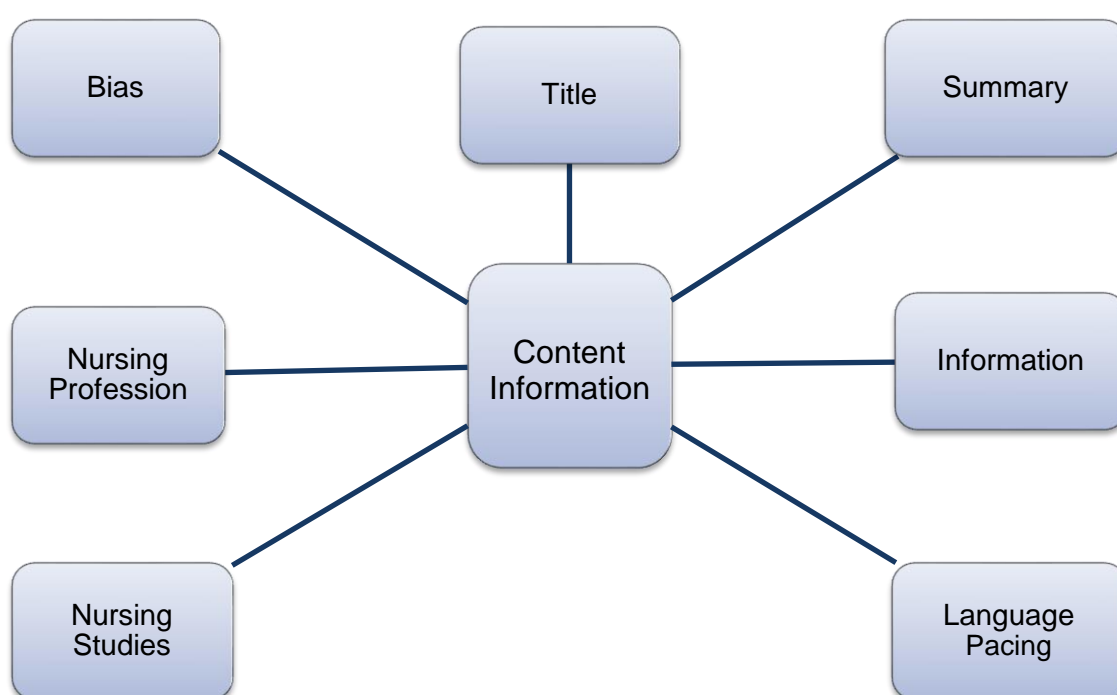 Bias
Title
Summary
Nursing
Profession
Content
Information
Information
Nursing
Studies
Language
Pacing